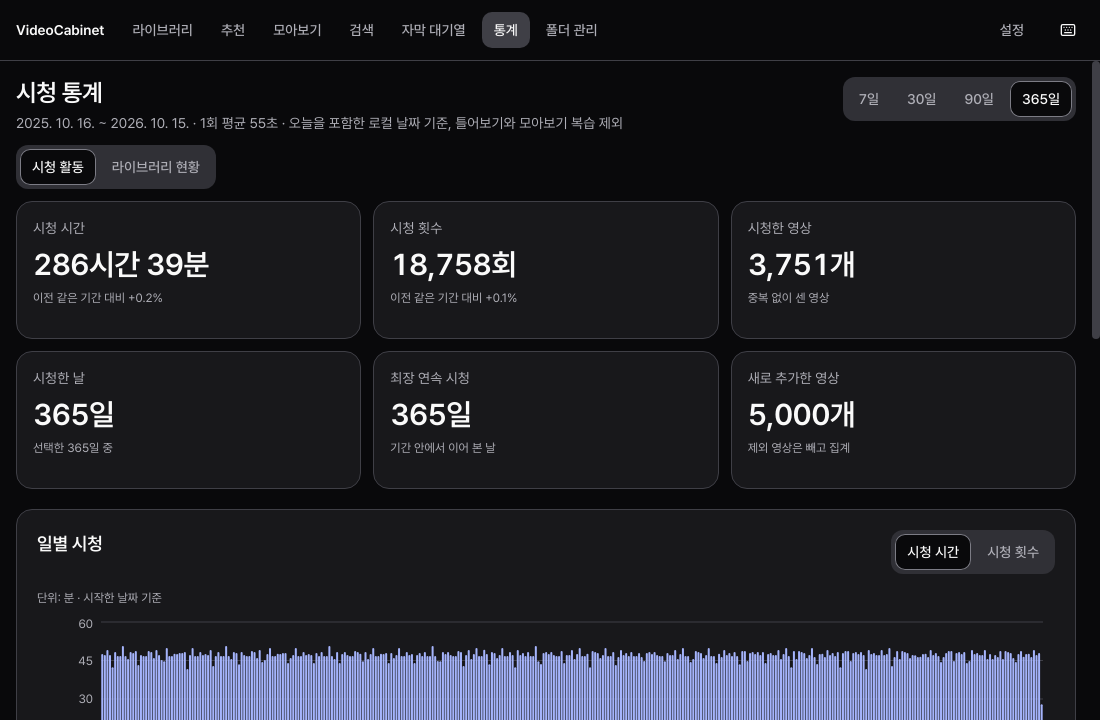 VideoCabinet 라이브러리 추천 모아보기 검색 자막 대기열 통계 폴더 관리 설정
시청 통계
7일 30일 90일 365일
2025. 10. 16. ~ 2026. 10. 15. · 1회 평균 55초 · 오늘을 포함한 로컬 날짜 기준, 틀어보기와 모아보기 복습 제외
시청 활동 라이브러리 현황
시청 시간
286시간 39분
이전 같은 기간 대비 +0.2%
시청 횟수
18,758회
이전 같은 기간 대비 +0.1%
시청한 영상
3,751개
중복 없이 센 영상
시청한 날
365일
선택한 365일 중
최장 연속 시청
365일
기간 안에서 이어 본 날
새로 추가한 영상
5,000개
제외 영상은 빼고 집계
일별 시청
시청 시간 시청 횟수
단위: 분 · 시작한 날짜 기준
60
45
30